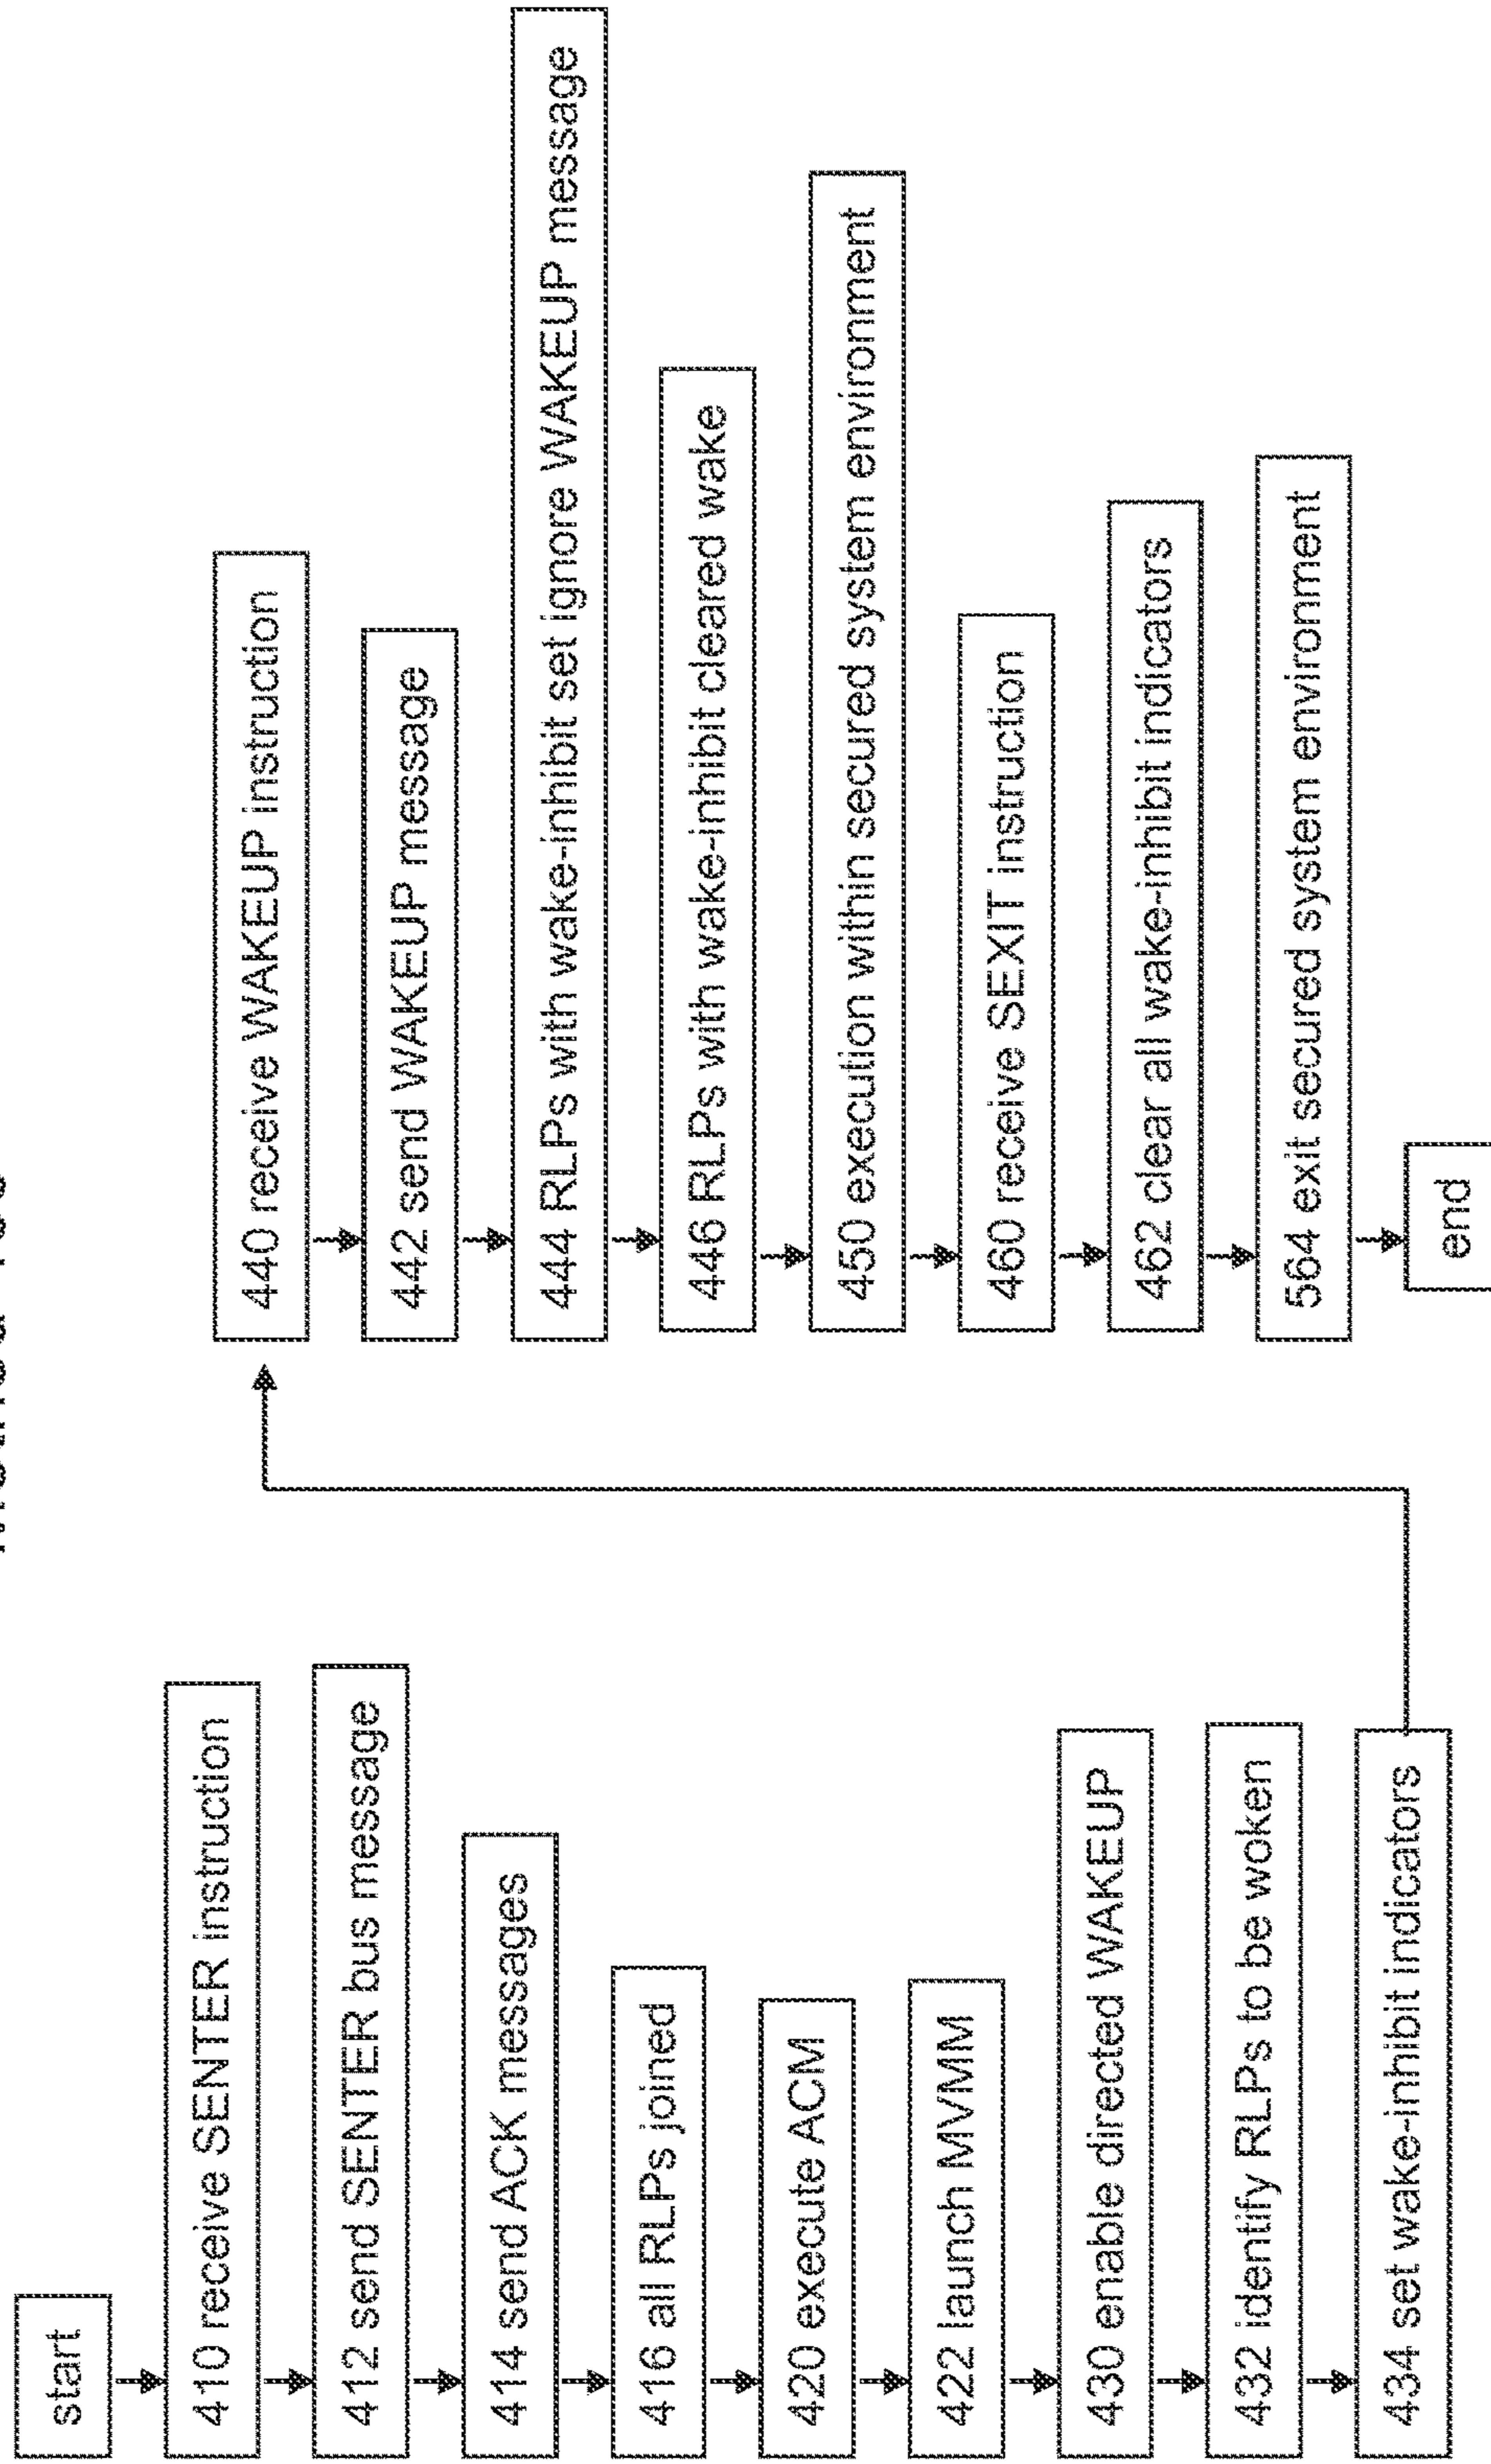 start
410 receive SENTER instruction
412 send SENTER bus message
414 send ACK messages
416 all RLPs joined
420 execute ACM
422 launch MVMM
430 enable directed WAKEUP
432 identify RLPs to be woken
434 set wake-inhibit indicators
440 receive WAKEUP instruction
442 send WAKEUP message
444 RLPs with wake-inhibit set ignore WAKEUP message
446 RLPs with wake-inhibit cleared wake
450 execution within secured system environment
460 receive SEXIT instruction
462 clear all wake-inhibit indicators
564 exit secured system environment
end